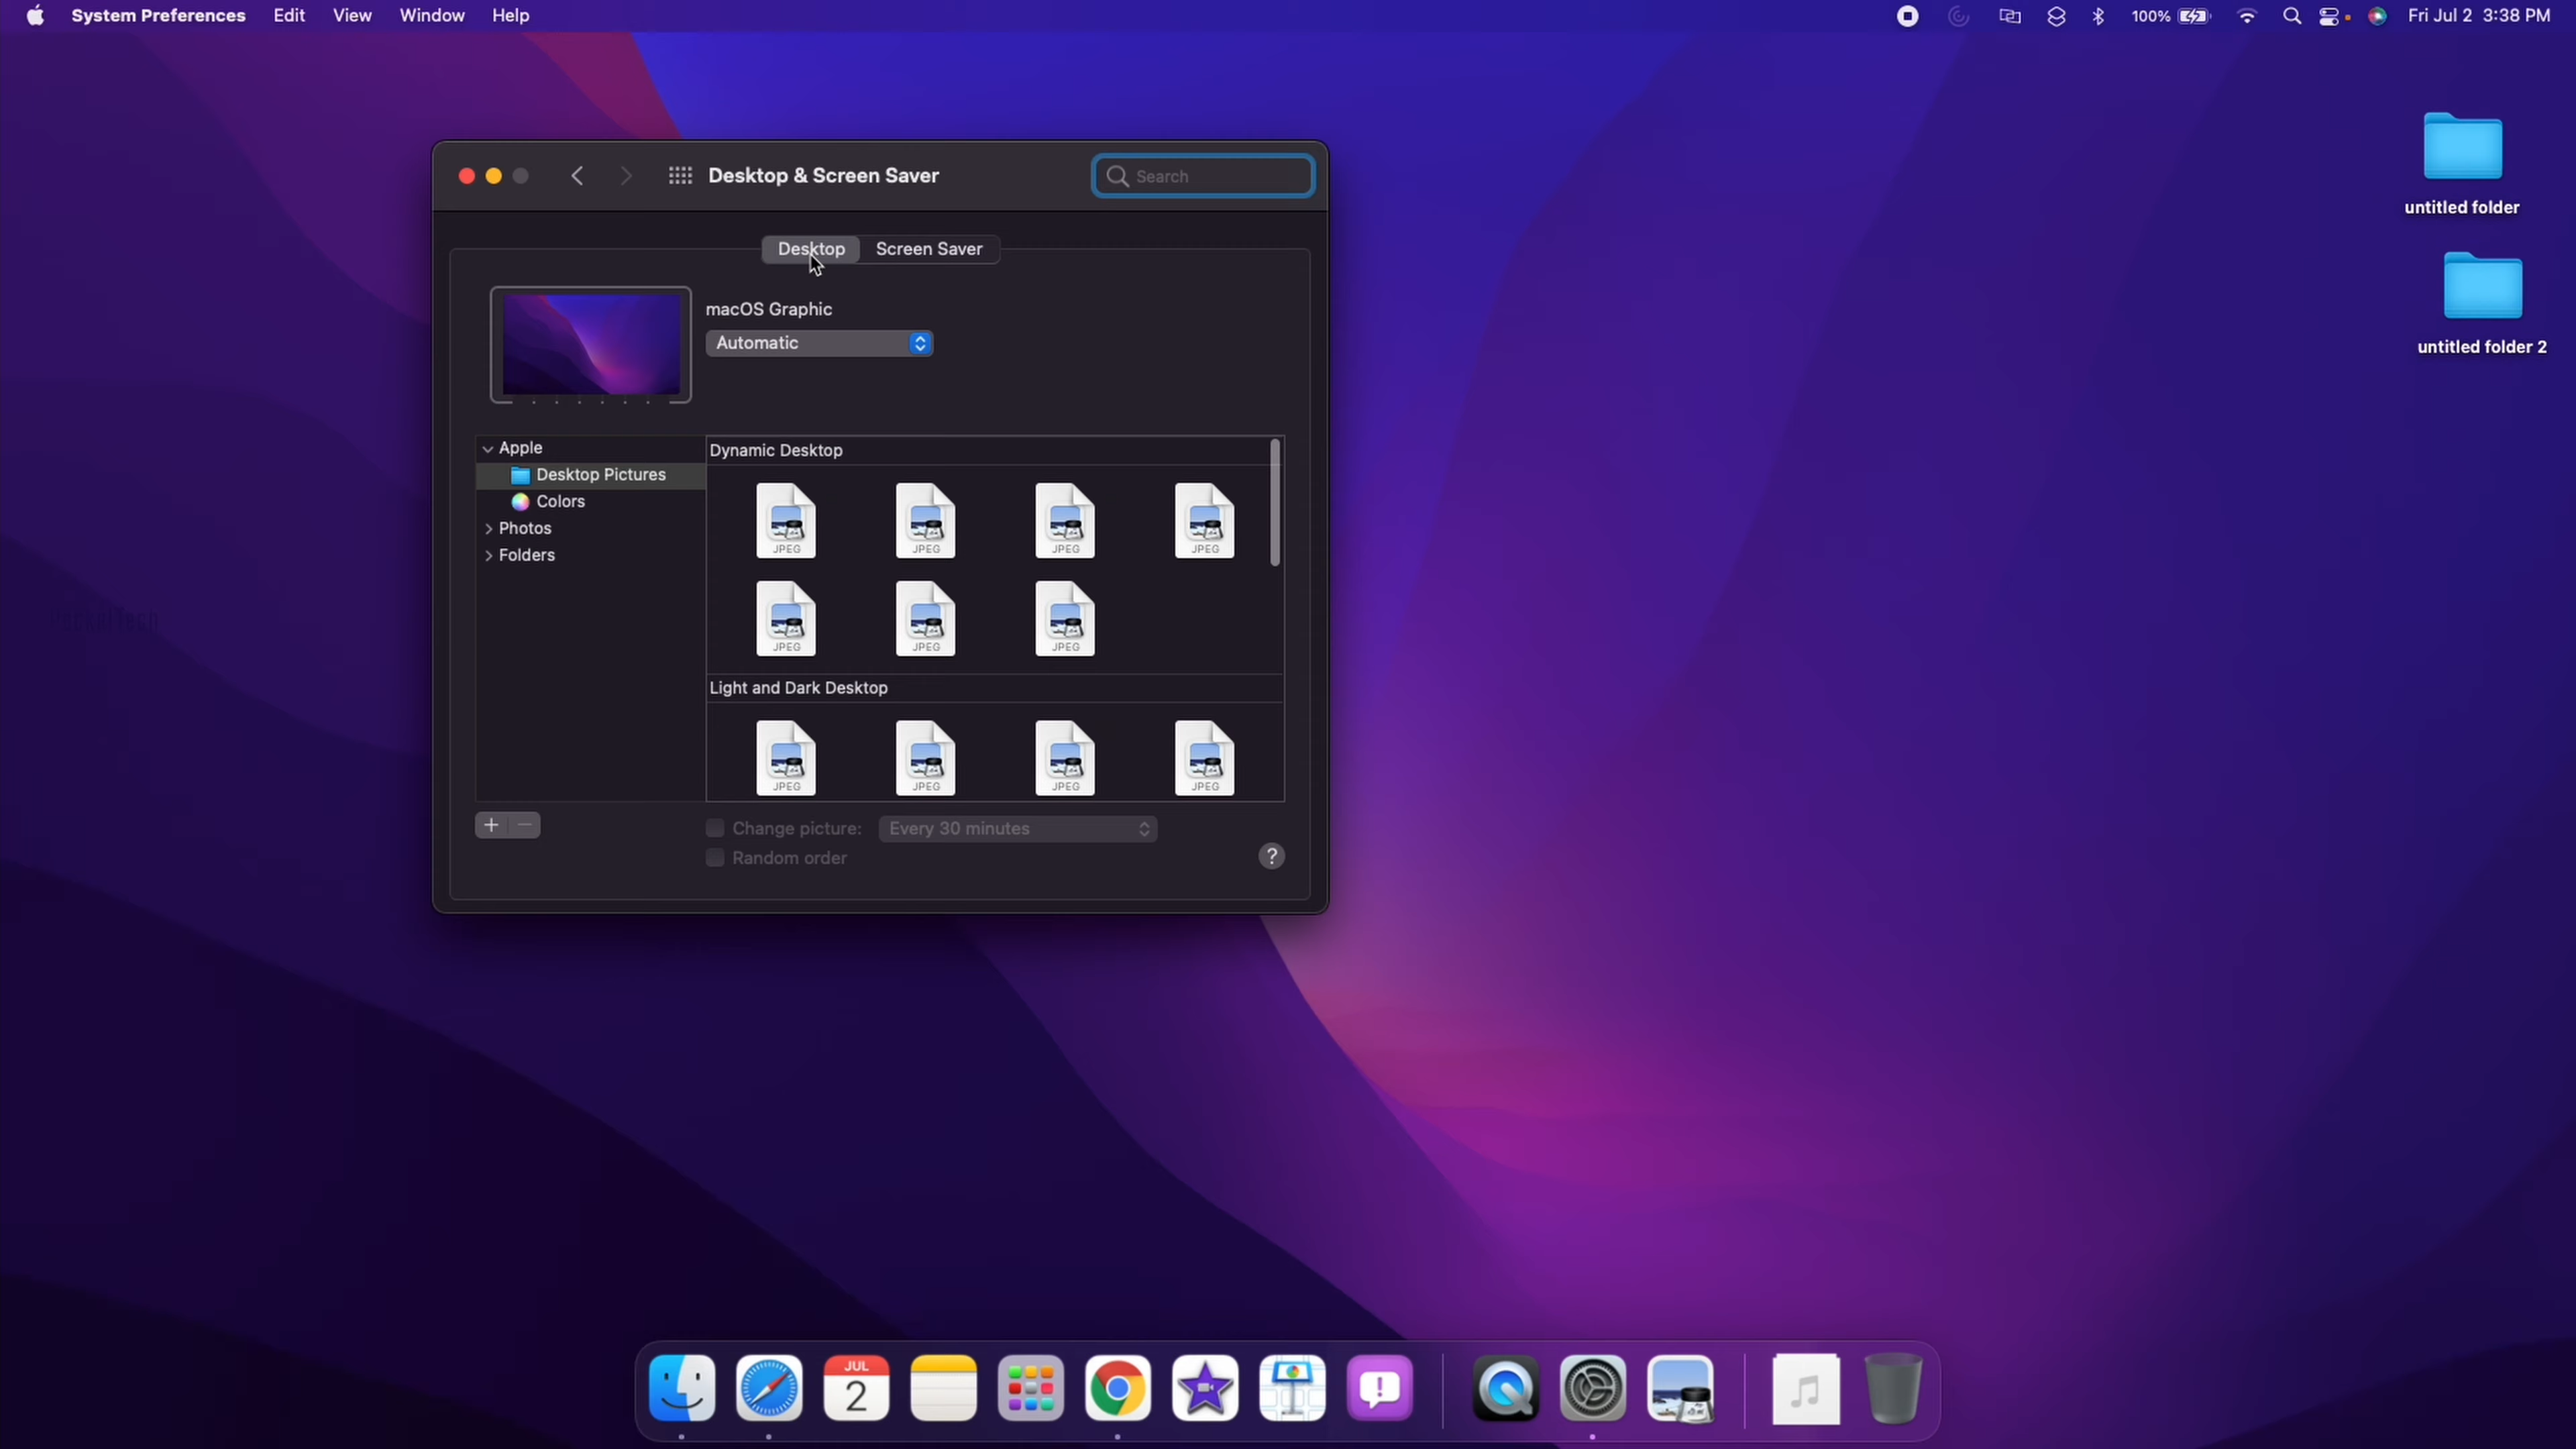 System Preferences Edit View Window Help 100% Fri Jul 2 3:38 PM
untitled folder
untitled folder 2
Desktop & Screen Saver Search
Desktop Screen Saver
macOS Graphic
Automatic
Apple
Desktop Pictures
Colors
Photos
Folders
Dynamic Desktop
JPEG JPEG JPEG JPEG
JPEG JPEG JPEG
Light and Dark Desktop
JPEG JPEG JPEG JPEG
+ −
Change picture: Every 30 minutes
Random order
?
JUL
2